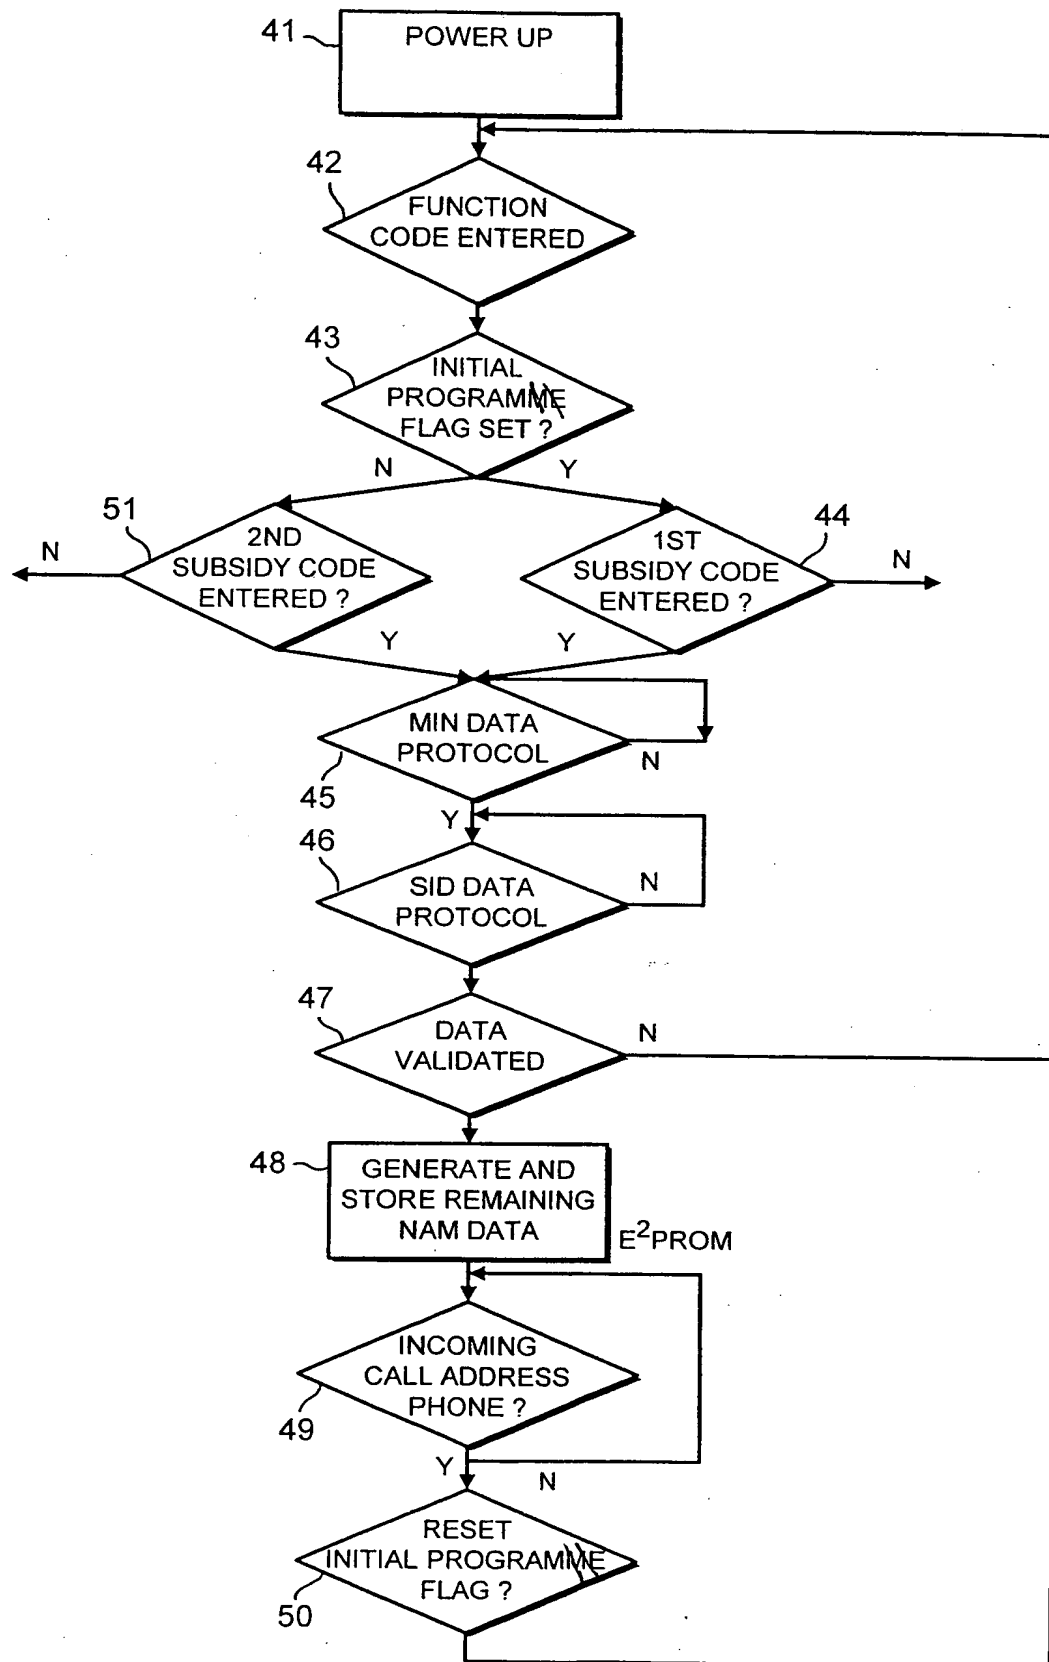 41
POWER UP
42
FUNCTION
CODE ENTERED
43
INITIAL
PROGRAMME
FLAG SET ?
N
Y
51
2ND
SUBSIDY CODE
ENTERED ?
N
Y
44
1ST
SUBSIDY CODE
ENTERED ?
N
Y
MIN DATA
PROTOCOL
45
N
Y
46
SID DATA
PROTOCOL
N
47
DATA
VALIDATED
N
48
GENERATE AND
STORE REMAINING
NAM DATA
E²PROM
INCOMING
CALL ADDRESS
PHONE ?
49
Y
N
RESET
INITIAL PROGRAMME
FLAG ?
50